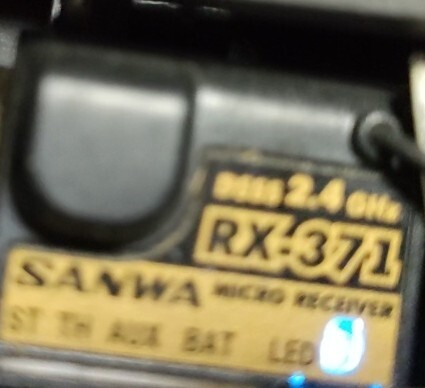 2.4 GHz
RX-371
SANWA MICRO RECEIVER
ST TH AUX BAT LED